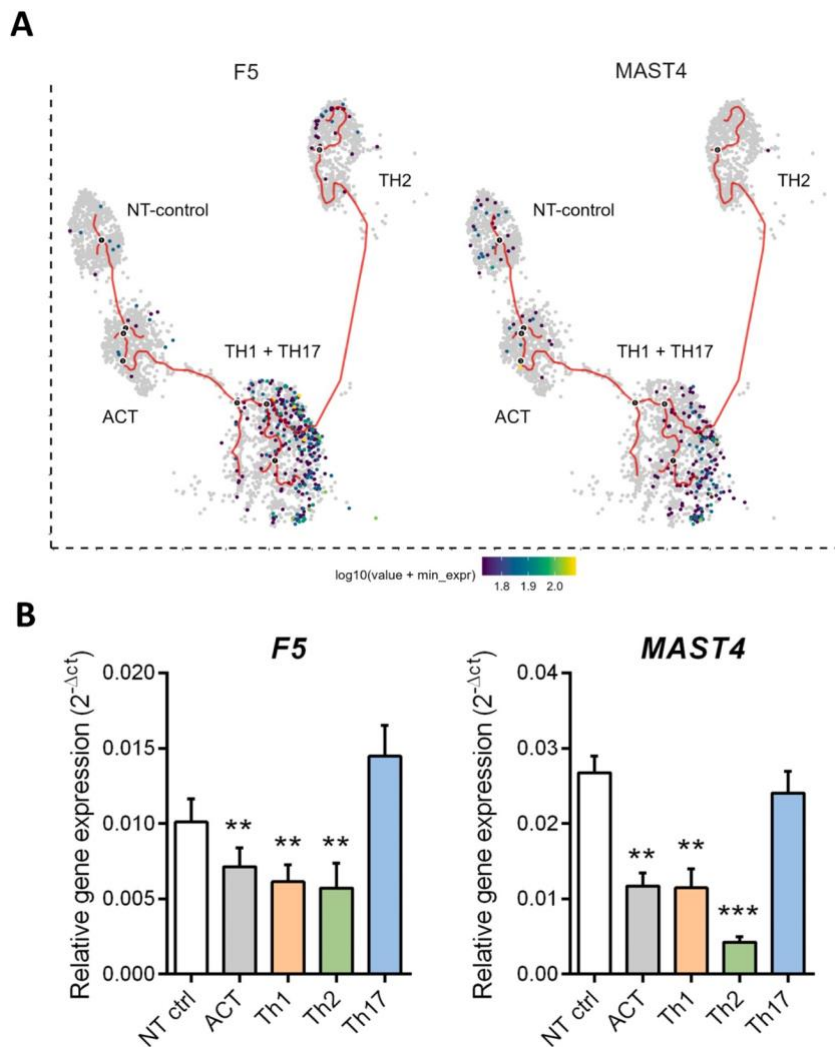 A
F5
MAST4
TH2
TH2
NT-control
NT-control
TH1 + TH17
TH1 + TH17
ACT
ACT
log10(value + min_expr)
1.8 1.9 2.0
B
F5
MAST4
Relative gene expression (2^-Δct)
0.020
0.015
0.010
0.005
0.000
**
**
**
NT ctrl
ACT
Th1
Th2
Th17
Relative gene expression (2^-Δct)
0.04
0.03
0.02
0.01
0.00
**
**
***
NT ctrl
ACT
Th1
Th2
Th17